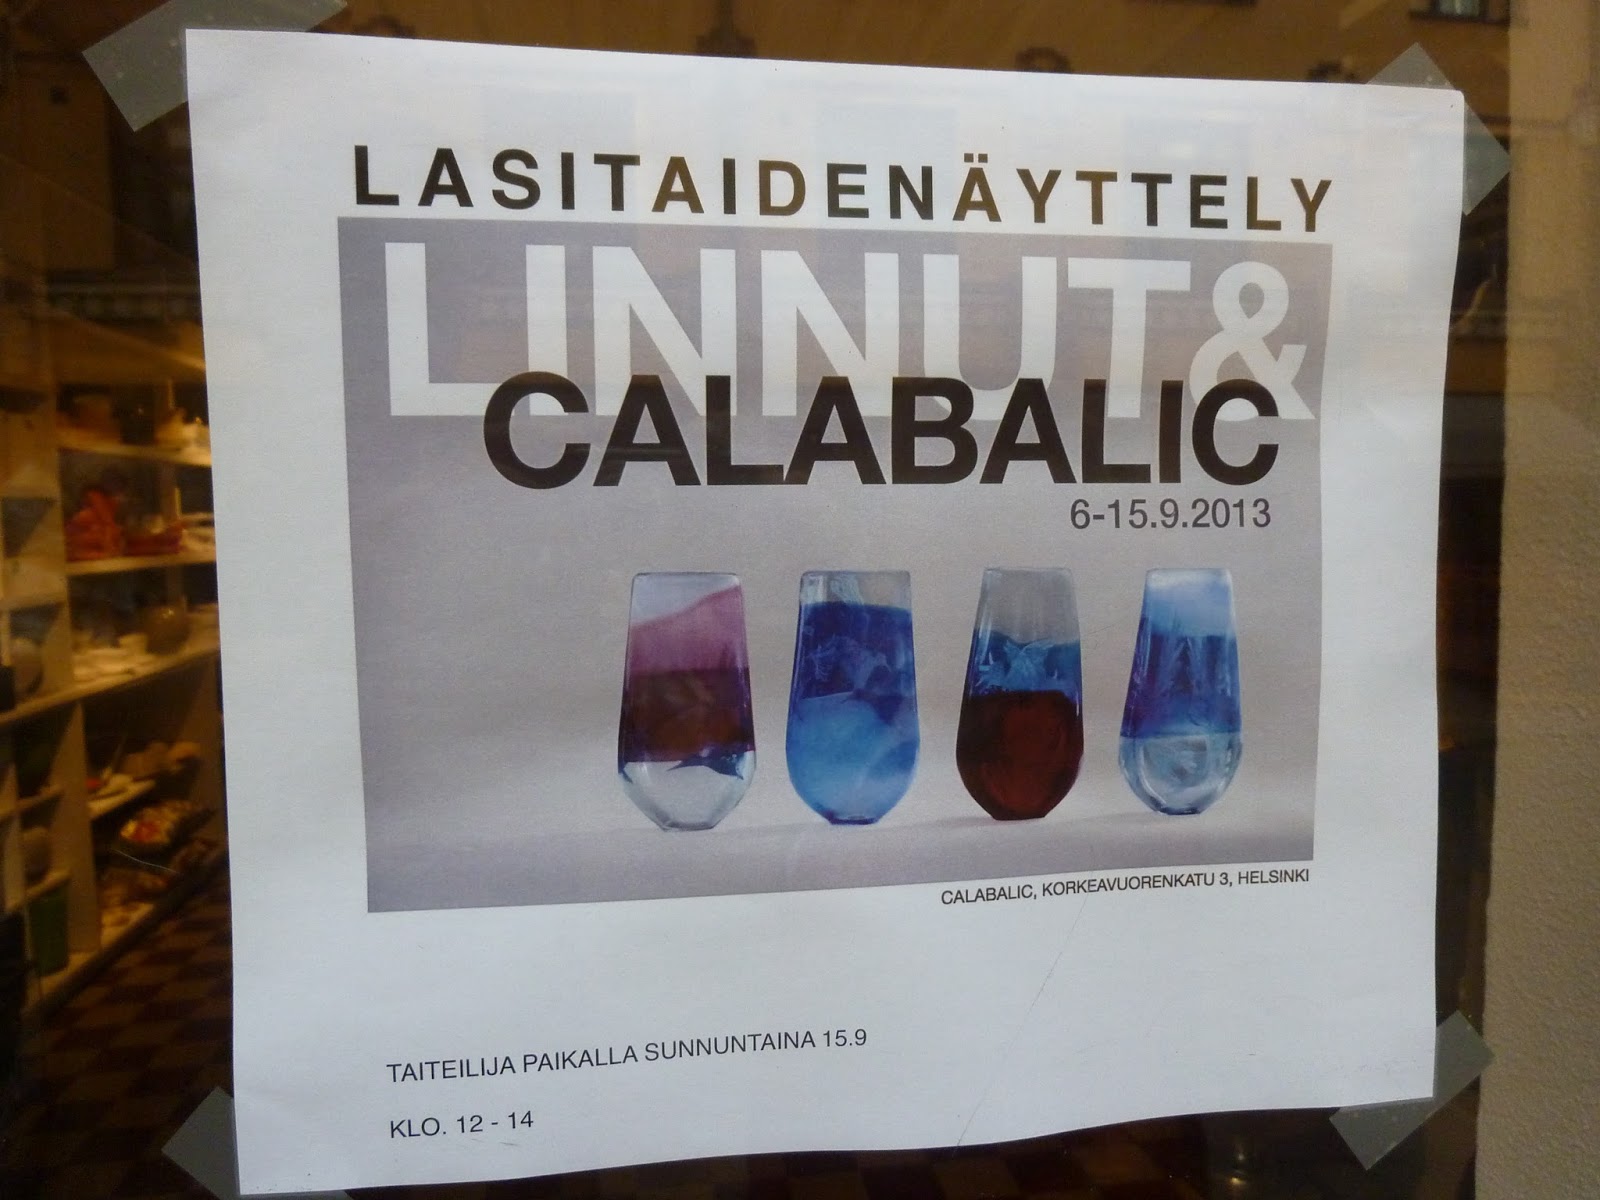 LASITAIDENÄYTTELY
LINNUT&
CALABALIC
6-15.9.2013
CALABALIC, KORKEAVUORENKATU 3, HELSINKI
TAITEILIJA PAIKALLA SUNNUNTAINA 15.9
KLO. 12 - 14